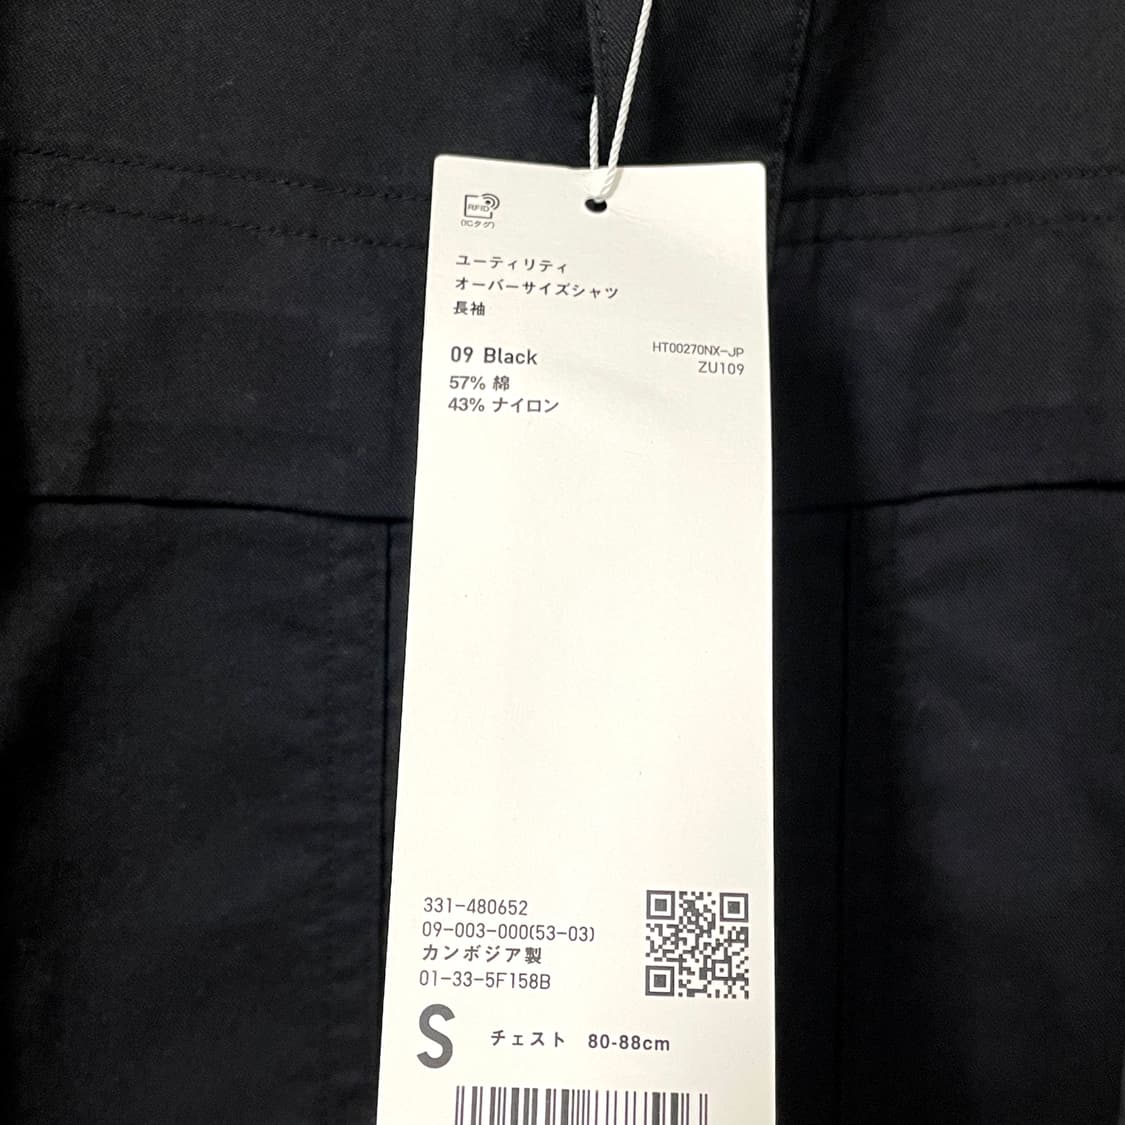 RFID
(ICタグ)
ユーティリティ
オーバーサイズシャツ
長袖
09 Black
HT00270NX-JP
ZU109
57% 綿
43% ナイロン
331-480652
09-003-000(53-03)
カンボジア製
01-33-5F158B
S チェスト 80-88cm